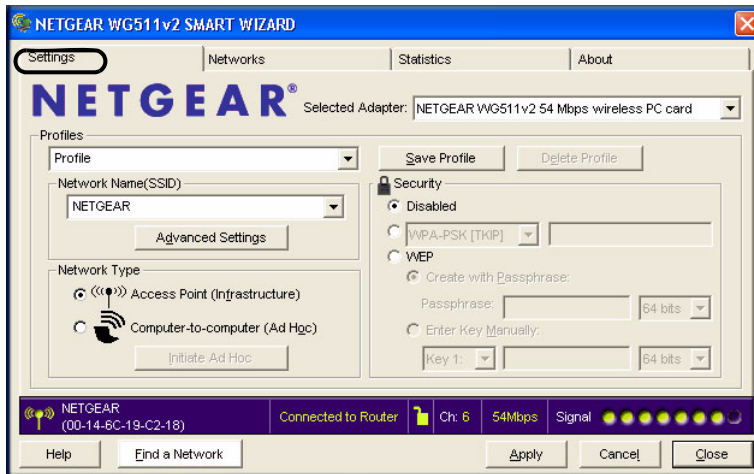 NETGEAR WG511v2 SMART WIZARD
Settings
Networks
Statistics
About
NETGEAR®
Selected Adapter: NETGEAR WG511v2 54 Mbps wireless PC card
Profiles
Profile
Save Profile
Delete Profile
Network Name(SSID)
NETGEAR
Advanced Settings
Security
Disabled
WPA-PSK [TKIP]
WEP
Create with Passphrase:
Passphrase:
64 bits
Enter Key Manually:
Key 1:
64 bits
Network Type
Access Point (Infrastructure)
Computer-to-computer (Ad Hoc)
Initiate Ad Hoc
NETGEAR
(00-14-6C-19-C2-18)
Connected to Router
Ch: 6
54Mbps
Signal
Help
Find a Network
Apply
Cancel
Close